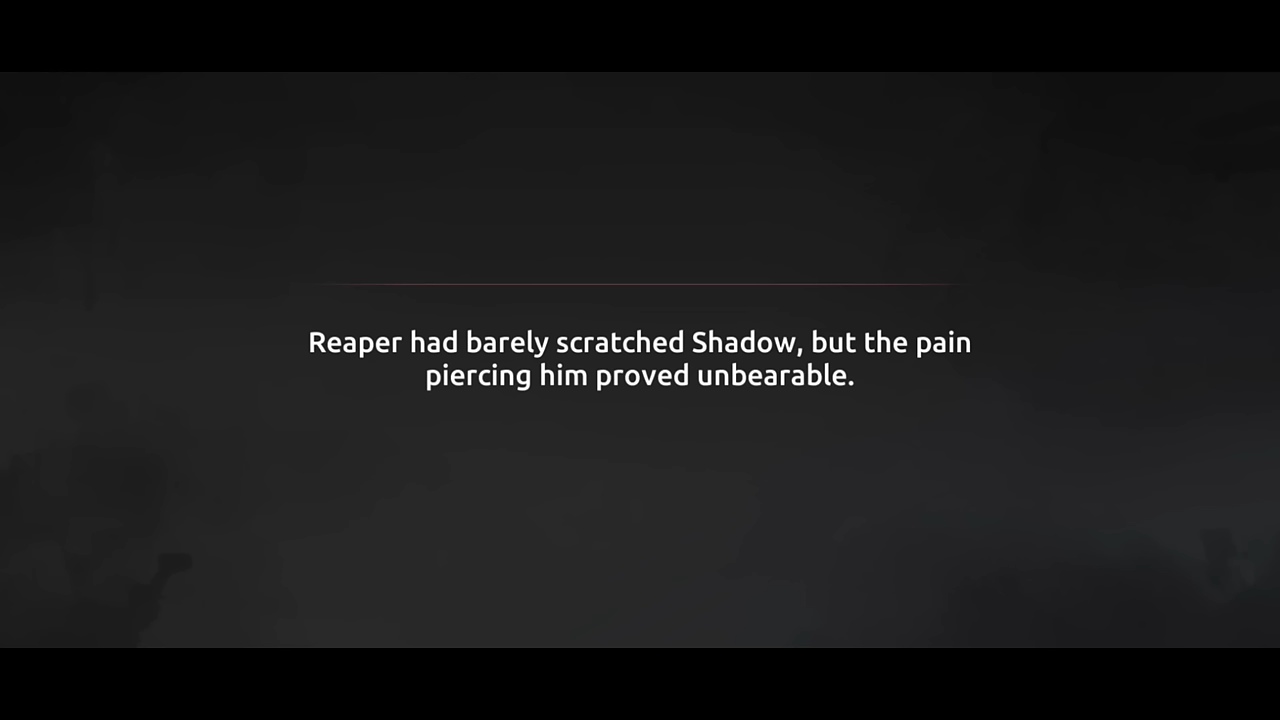 Reaper had barely scratched Shadow, but the pain
piercing him proved unbearable.